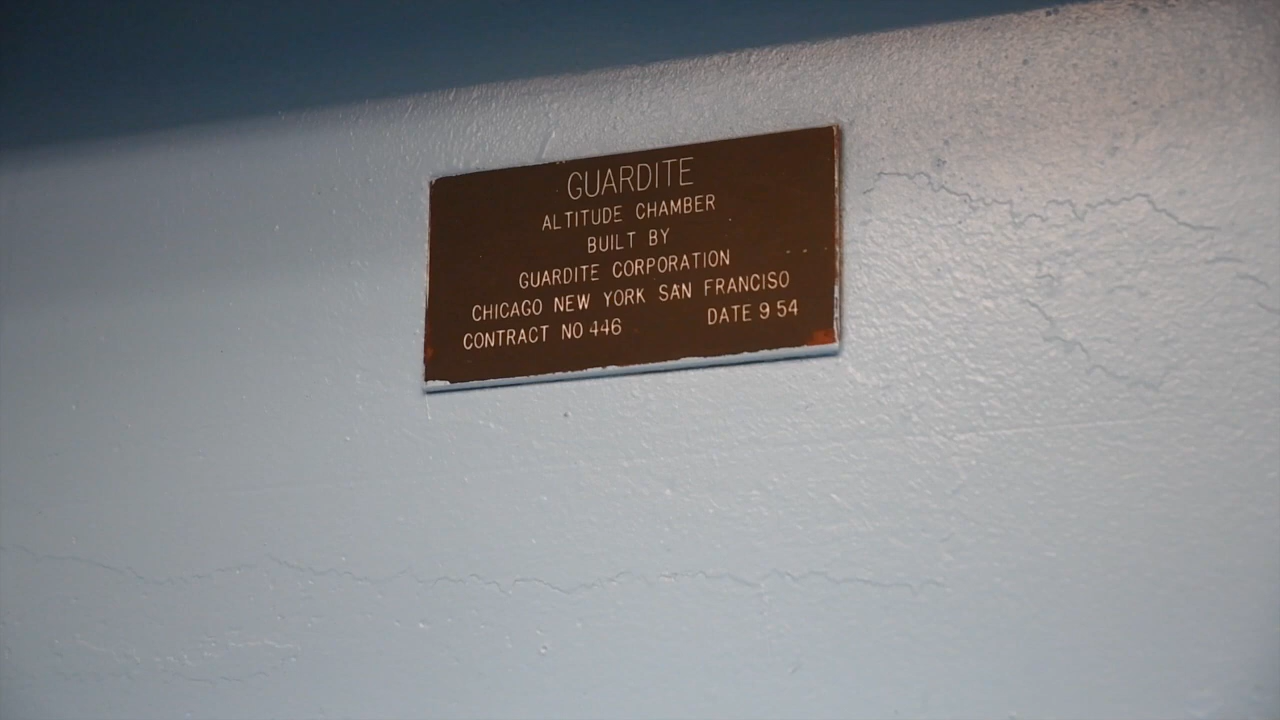 GUARDITE
ALTITUDE CHAMBER
BUILT BY
GUARDITE CORPORATION
CHICAGO NEW YORK SAN FRANCISO
CONTRACT NO 446 DATE 9 54